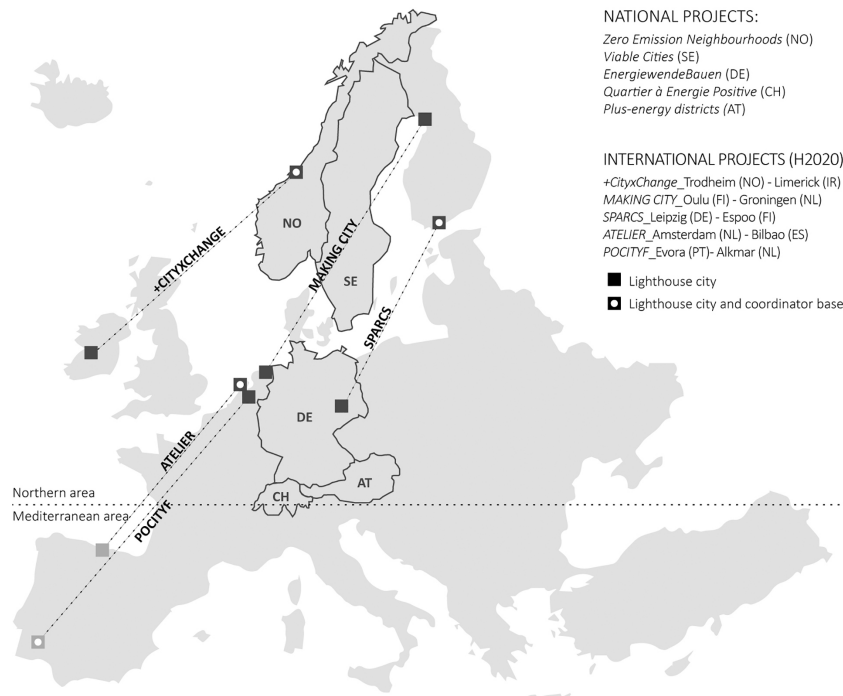 NATIONAL PROJECTS:
Zero Emission Neighbourhoods (NO)
Viable Cities (SE)
EnergiewendeBauen (DE)
Quartier à Energie Positive (CH)
Plus-energy districts (AT)
INTERNATIONAL PROJECTS (H2020)
+CityxChange_Trodheim (NO) - Limerick (IR)
MAKING CITY_Oulu (FI) - Groningen (NL)
SPARCS_Leipzig (DE) - Espoo (FI)
ATELIER_Amsterdam (NL) - Bilbao (ES)
POCITYF_Evora (PT)- Alkmar (NL)
Lighthouse city
Lighthouse city and coordinator base
NO
SE
+CITYXCHANGE
MAKING CITY
SPARCS
DE
ATELIER
AT
CH
POCITYF
Northern area
Mediterranean area